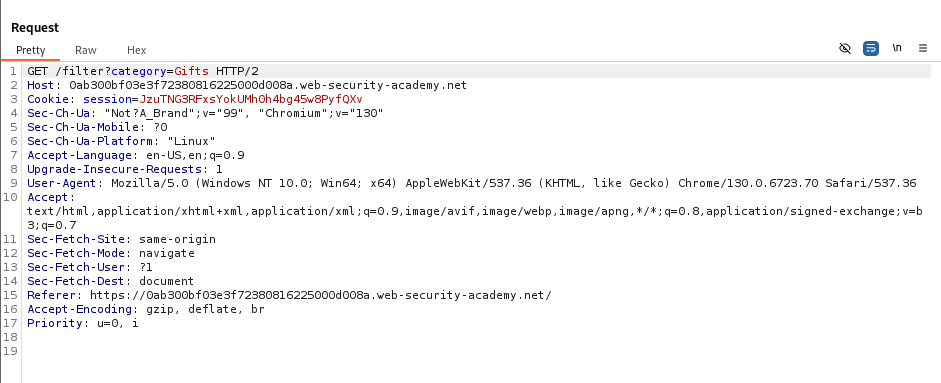 Request
Pretty Raw Hex \n
1 GET /filter?category=Gifts HTTP/2
2 Host: 0ab300bf03e3f72380816225000d008a.web-security-academy.net
3 Cookie: session=JzuTNG3RFxsYokUMh0h4bg45w8PyfQXv
4 Sec-Ch-Ua: "Not?A_Brand";v="99", "Chromium";v="130"
5 Sec-Ch-Ua-Mobile: ?0
6 Sec-Ch-Ua-Platform: "Linux"
7 Accept-Language: en-US,en;q=0.9
8 Upgrade-Insecure-Requests: 1
9 User-Agent: Mozilla/5.0 (Windows NT 10.0; Win64; x64) AppleWebKit/537.36 (KHTML, like Gecko) Chrome/130.0.6723.70 Safari/537.36
10 Accept:
text/html,application/xhtml+xml,application/xml;q=0.9,image/avif,image/webp,image/apng,*/*;q=0.8,application/signed-exchange;v=b
3;q=0.7
11 Sec-Fetch-Site: same-origin
12 Sec-Fetch-Mode: navigate
13 Sec-Fetch-User: ?1
14 Sec-Fetch-Dest: document
15 Referer: https://0ab300bf03e3f72380816225000d008a.web-security-academy.net/
16 Accept-Encoding: gzip, deflate, br
17 Priority: u=0, i
18
19